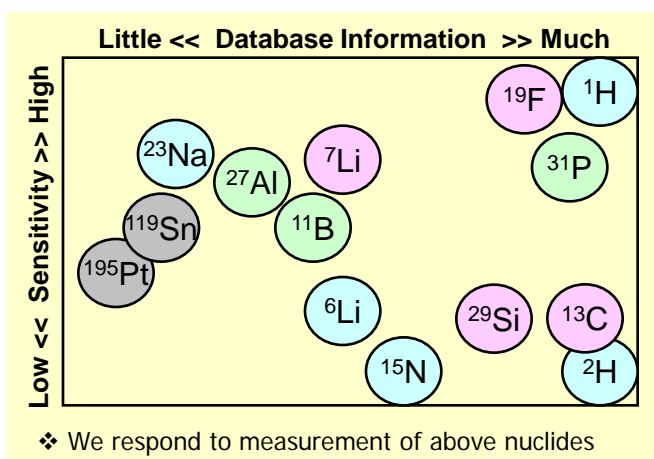 Little << Database Information >> Much
Low << Sensitivity >> High
¹H
¹⁹F
²³Na
⁷Li
³¹P
²⁷Al
¹¹⁹Sn
¹¹B
¹⁹⁵Pt
⁶Li
²⁹Si
¹³C
¹⁵N
²H
❖ We respond to measurement of above nuclides